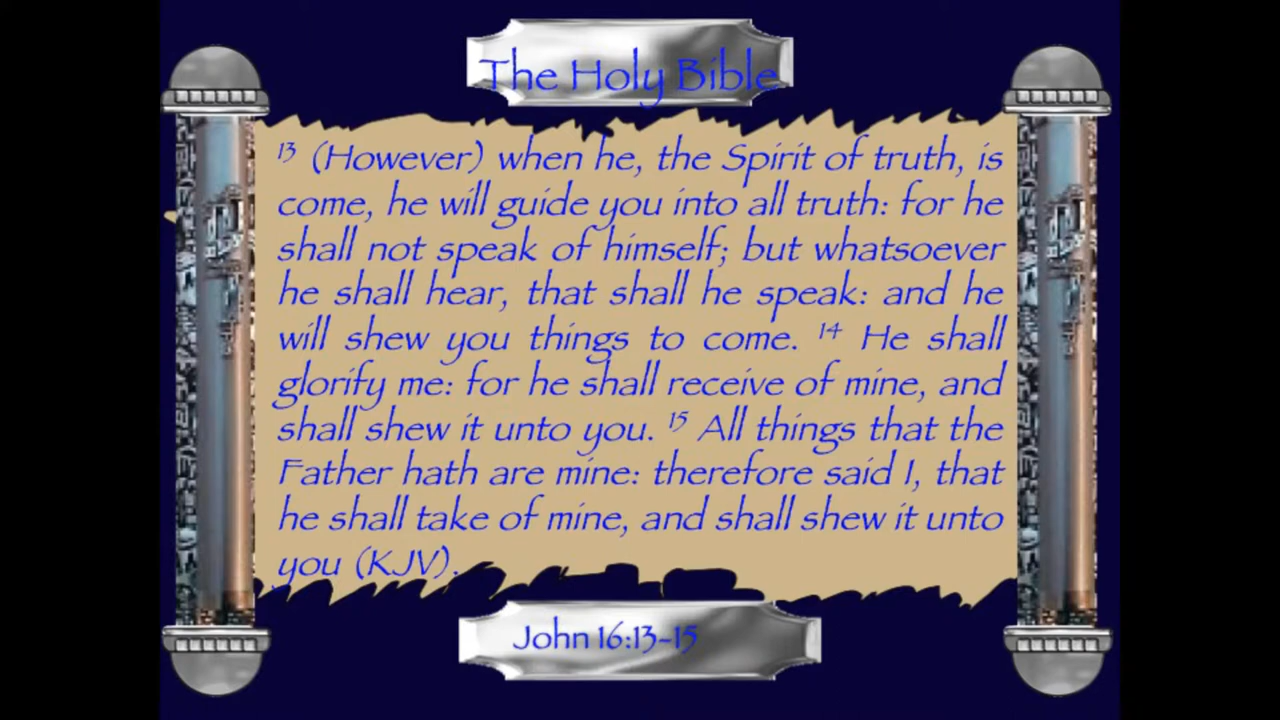 The Holy Bible
13 (However) when he, the Spirit of truth, is
come, he will guide you into all truth: for he
shall not speak of himself; but whatsoever
he shall hear, that shall he speak: and he
will shew you things to come. 14 He shall
glorify me: for he shall receive of mine, and
shall shew it unto you. 15 All things that the
Father hath are mine: therefore said I, that
he shall take of mine, and shall shew it unto
you (KJV).
John 16:13-15